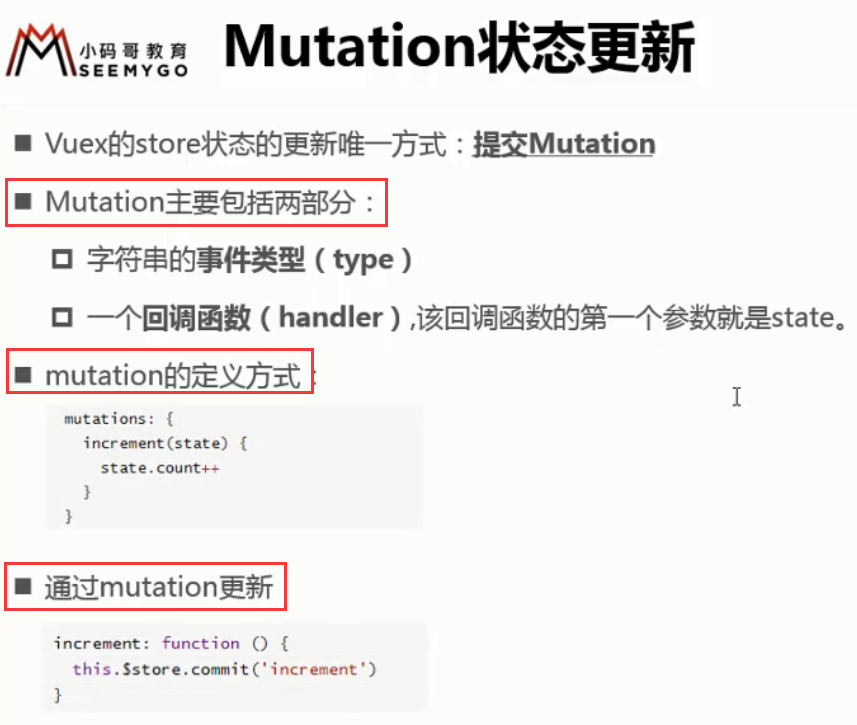 小码哥教育
SEEMYGO
Mutation状态更新
Vuex的store状态的更新唯一方式：提交Mutation
Mutation主要包括两部分：
字符串的事件类型（type）
一个回调函数（handler）,该回调函数的第一个参数就是state。
mutation的定义方式：
mutations: {
increment(state) {
state.count++
}
}
通过mutation更新
increment: function () {
this.$store.commit('increment')
}